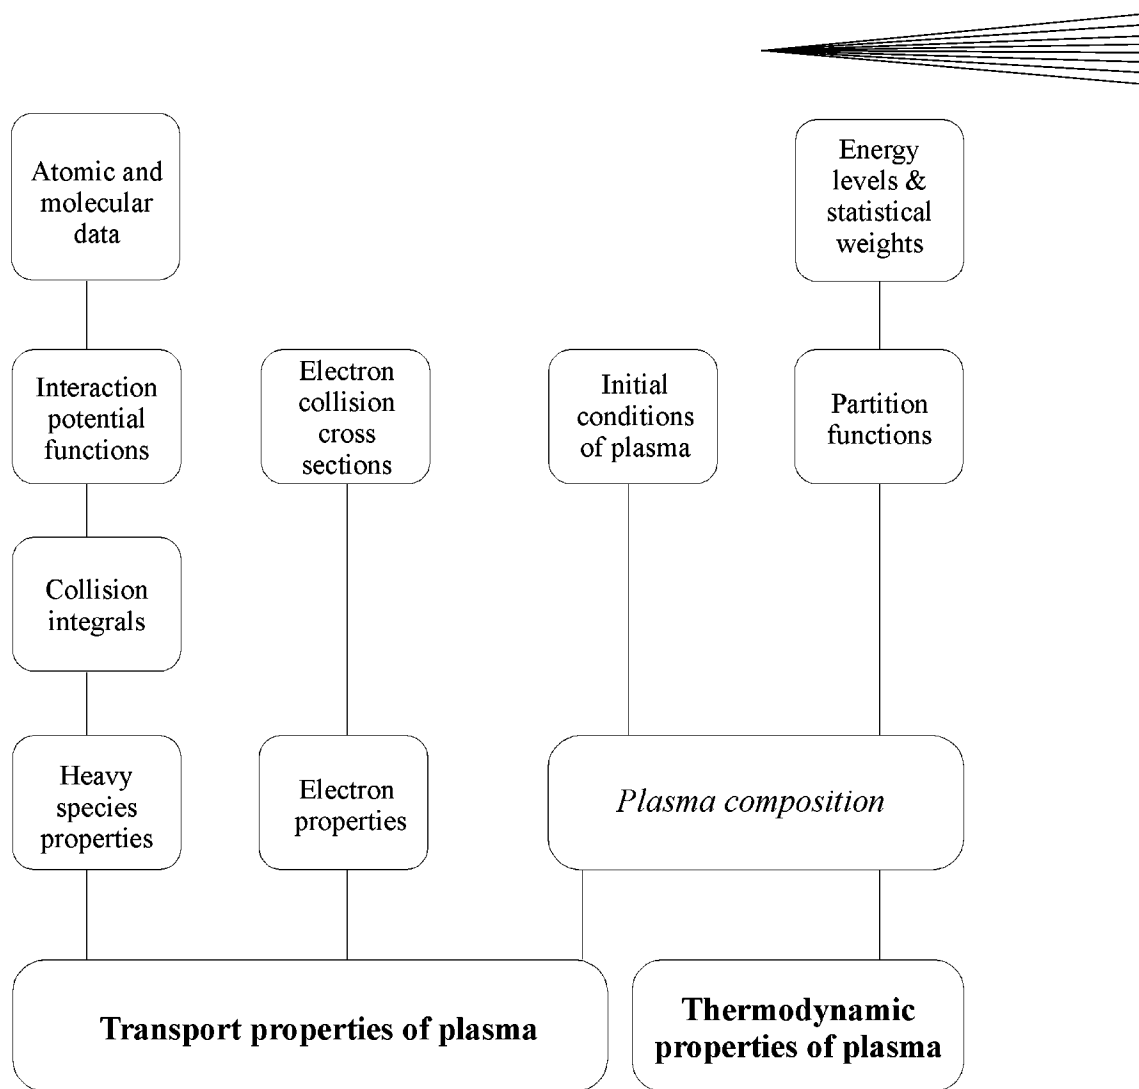 Atomic and
molecular
data
Energy
levels &
statistical
weights
Interaction
potential
functions
Electron
collision
cross
sections
Initial
conditions
of plasma
Partition
functions
Collision
integrals
Heavy
species
properties
Electron
properties
Plasma composition
Transport properties of plasma
Thermodynamic
properties of plasma